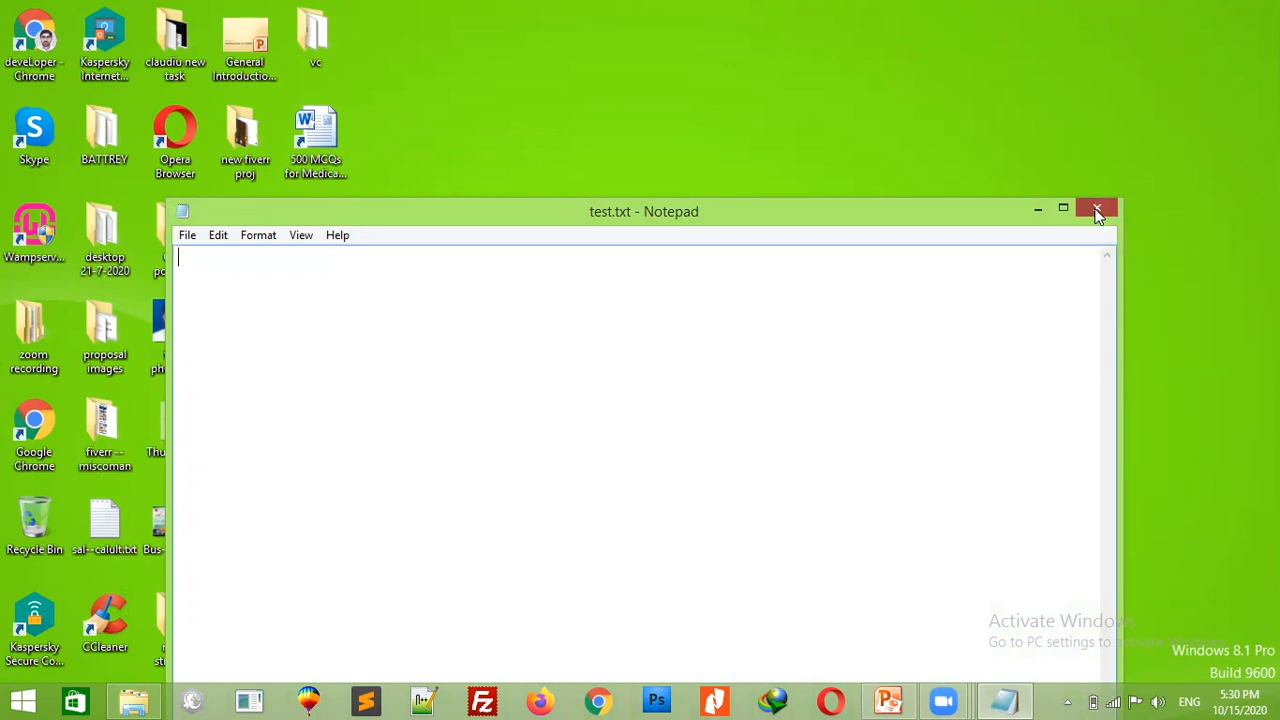 deveLoper -
Chrome
Kaspersky
Internet...
claudiu new
task
General
Introductio...
vc
Skype
BATTREY
Opera
Browser
new fiverr
proj
500 MCQs
for Medica...
test.txt - Notepad
File Edit Format View Help
Wampserv...
desktop
21-7-2020
zoom
recording
proposal
images
Google
Chrome
fiverr --
miscoman
Recycle Bin
sal--calult.txt
Bus-
Kaspersky
Secure Co...
CCleaner
Activate Windows
Go to PC settings to activate Windows.
Windows 8.1 Pro
Build 9600
ENG
5:30 PM
10/15/2020